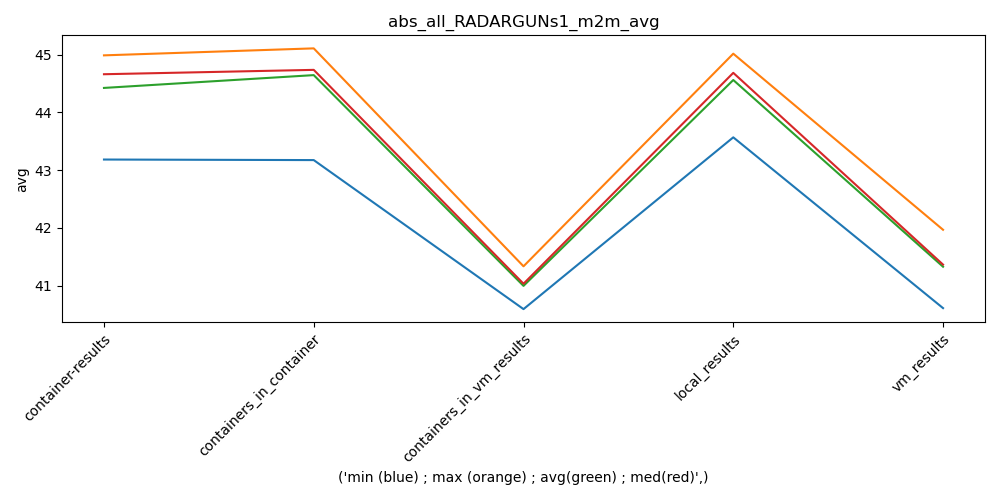 abs_all_RADARGUNs1_m2m_avg
45
44
43
42
41
avg
container-results
containers_in_container
containers_in_vm_results
local_results
vm_results
('min (blue) ; max (orange) ; avg(green) ; med(red)',)